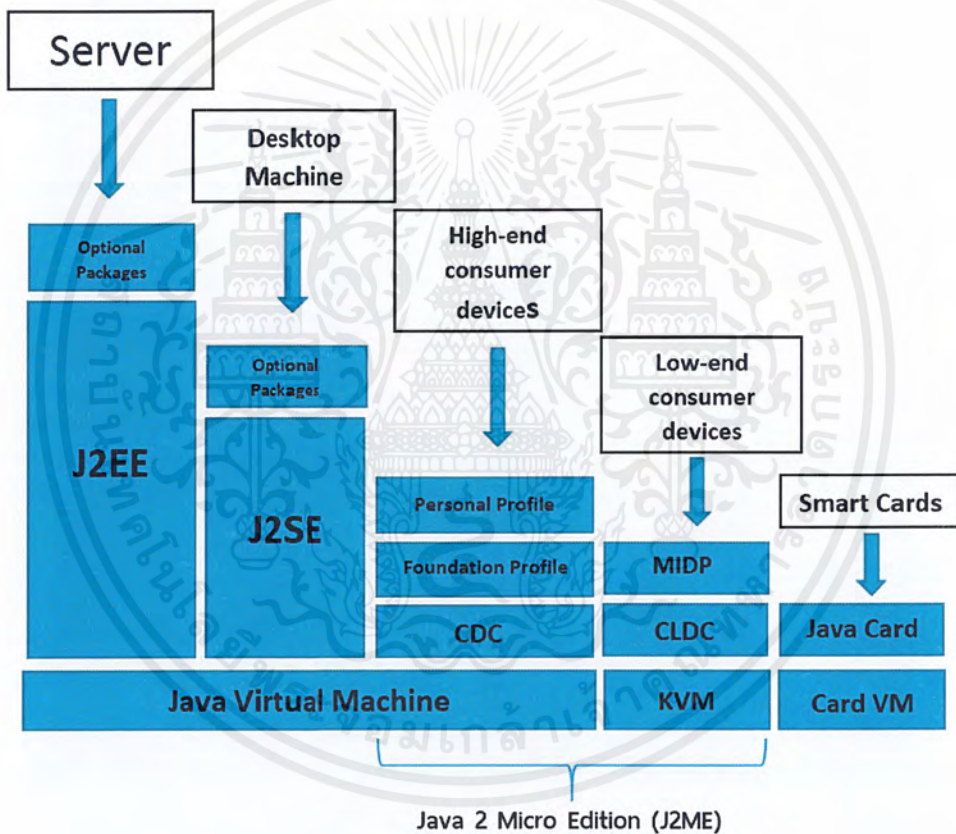 Server
Desktop
Machine
High-end
consumer
devices
Low-end
consumer
devices
Smart Cards
Optional
Packages
J2EE
Optional
Packages
J2SE
Personal Profile
Foundation Profile
CDC
MIDP
CLDC
Java Card
Java Virtual Machine
KVM
Card VM
Java 2 Micro Edition (J2ME)